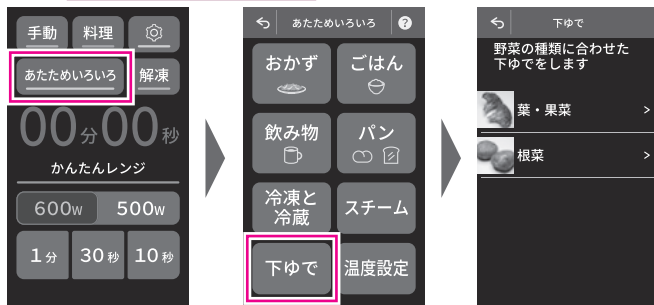 手動
料理
あたためいろいろ
解凍
00分00秒
かんたんレンジ
600W
500W
1分
30秒
10秒
あたためいろいろ
?
おかず
ごはん
飲み物
パン
冷凍と
冷蔵
スチーム
下ゆで
温度設定
下ゆで
野菜の種類に合わせた
下ゆでをします
葉・果菜
>
根菜
>